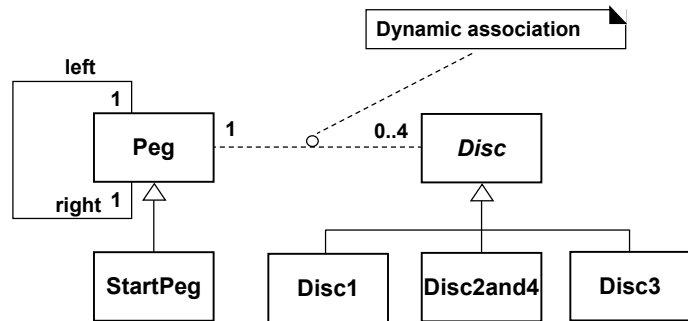 Dynamic association
left
1
1
0..4
Peg
Disc
right
1
StartPeg
Disc1
Disc2and4
Disc3